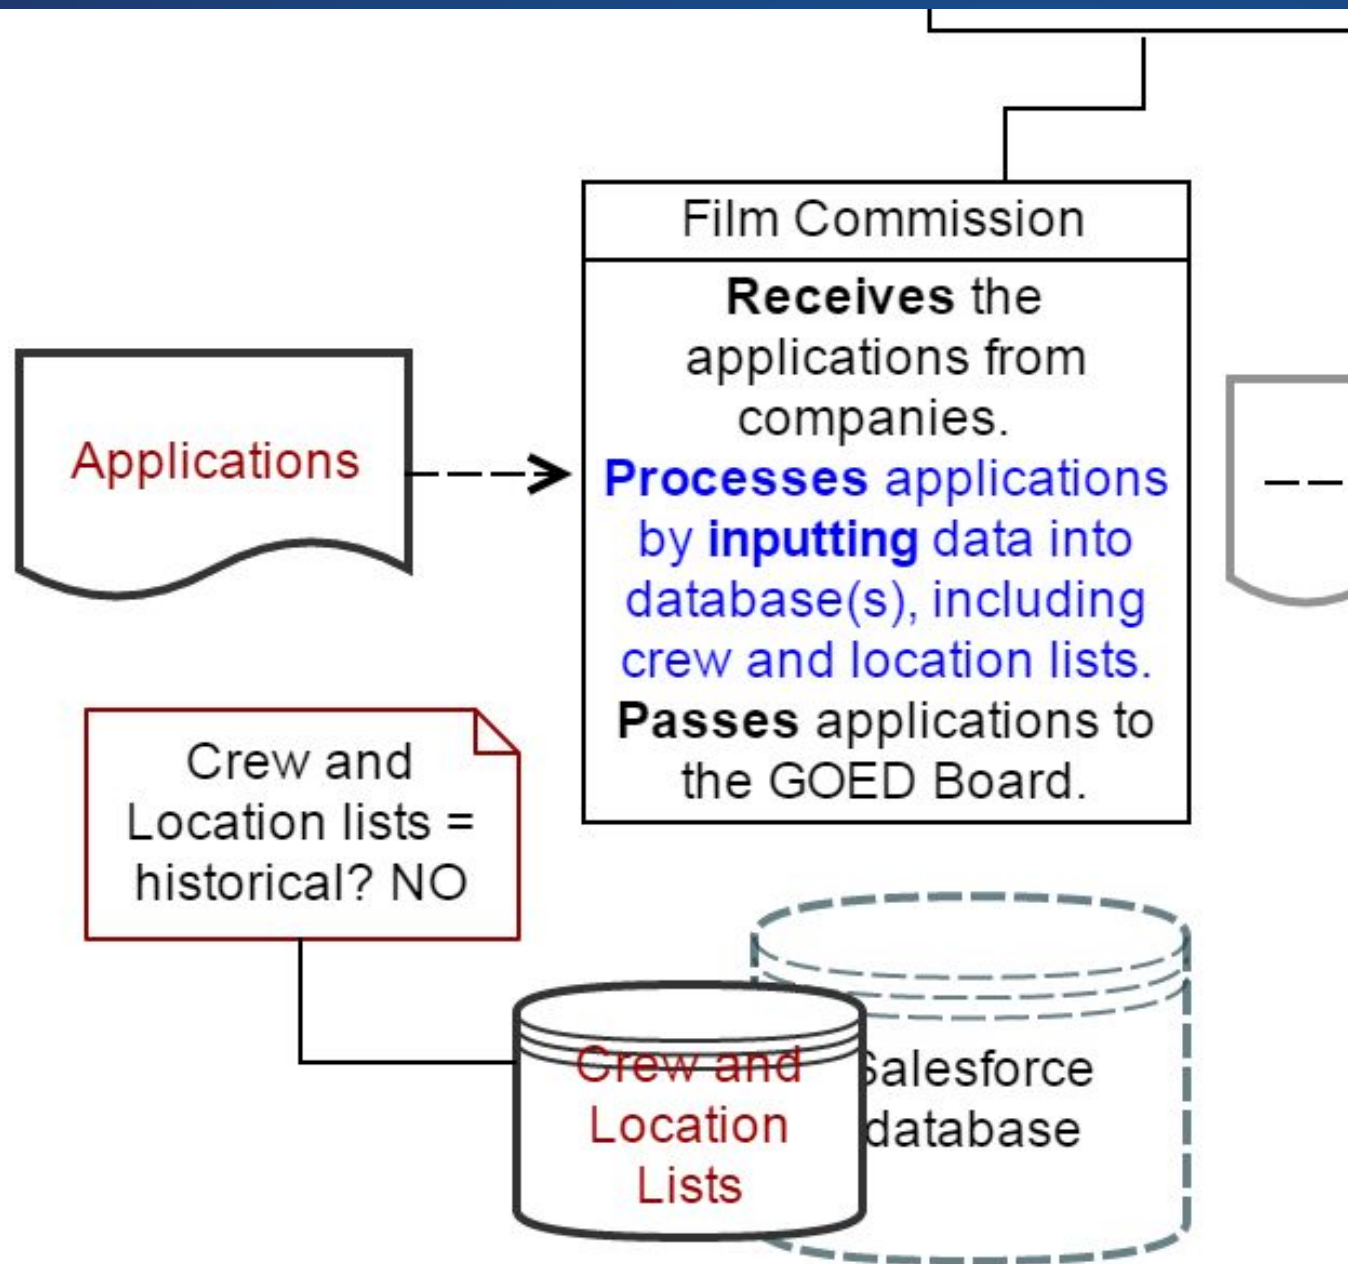 Film Commission
Receives the
applications from
companies.
Processes applications
by inputting data into
database(s), including
crew and location lists.
Passes applications to
the GOED Board.
Applications
Crew and
Location lists =
historical? NO
Crew and
Location
Lists
Salesforce
database